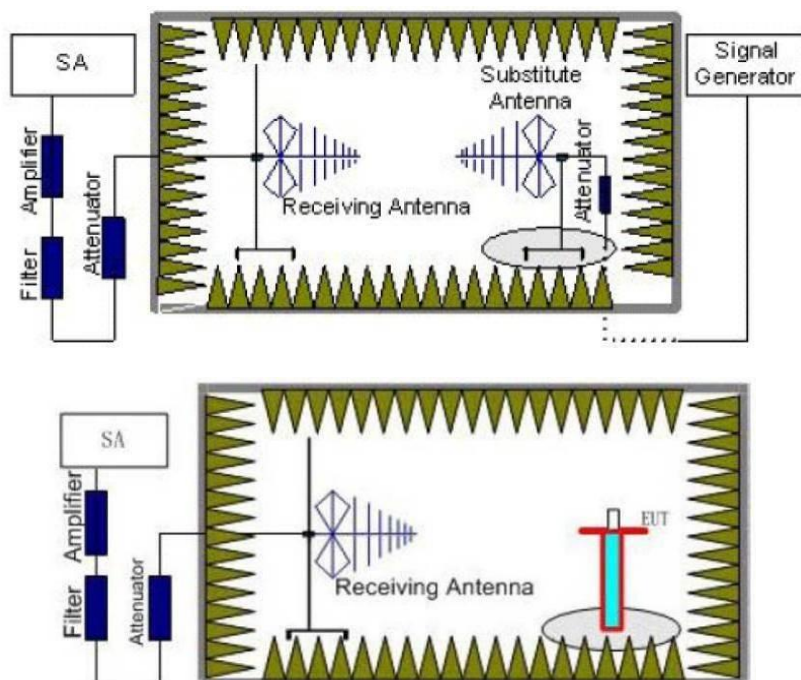 SA
Signal
Generator
Substitute
Antenna
Amplifier
Filter
Attenuator
Attenuator
Receiving Antenna
SA
Amplifier
Filter
Attenuator
EUT
Receiving Antenna